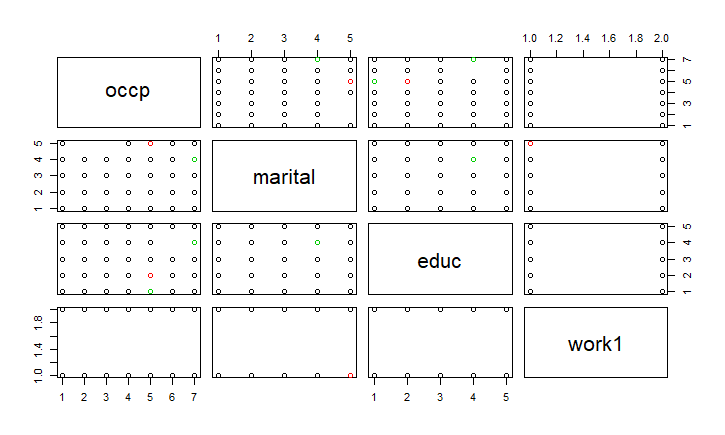 1 2 3 4 5
1.0 1.2 1.4 1.6 1.8 2.0
occp
1 3 5 7
1 2 3 4 5
marital
educ
1 2 3 4 5
1.0 1.4 1.8
work1
1 2 3 4 5 6 7
1 2 3 4 5